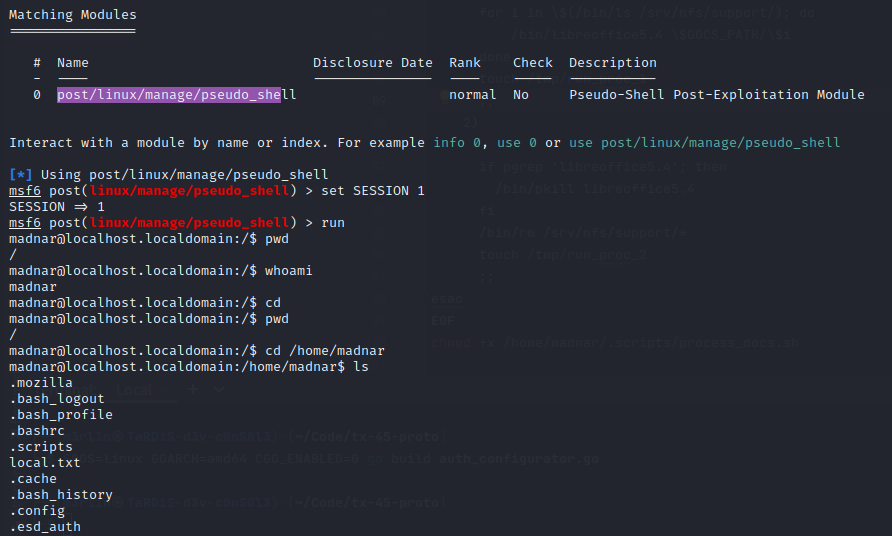 Matching Modules
================
# Name Disclosure Date Rank Check Description
- ---- --------------- ---- ----- -----------
0 post/linux/manage/pseudo_shell normal No Pseudo-Shell Post-Exploitation Module
Interact with a module by name or index. For example info 0, use 0 or use post/linux/manage/pseudo_shell
[*] Using post/linux/manage/pseudo_shell
msf6 post(linux/manage/pseudo_shell) > set SESSION 1
SESSION => 1
msf6 post(linux/manage/pseudo_shell) > run
madnar@localhost.localdomain:/$ pwd
/
madnar@localhost.localdomain:/$ whoami
madnar
madnar@localhost.localdomain:/$ cd
madnar@localhost.localdomain:/$ pwd
/
madnar@localhost.localdomain:/$ cd /home/madnar
madnar@localhost.localdomain:/home/madnar$ ls
.mozilla
.bash_logout
.bash_profile
.bashrc
.scripts
local.txt
.cache
.bash_history
.config
.esd_auth